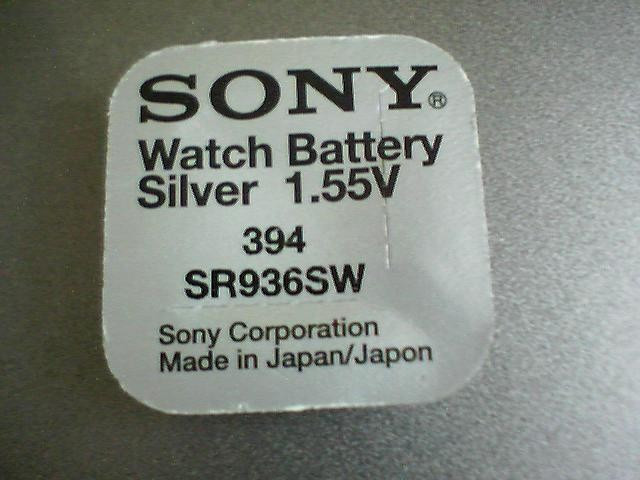 SONY®
Watch Battery
Silver 1.55V
394
SR936SW
Sony Corporation
Made in Japan/Japon